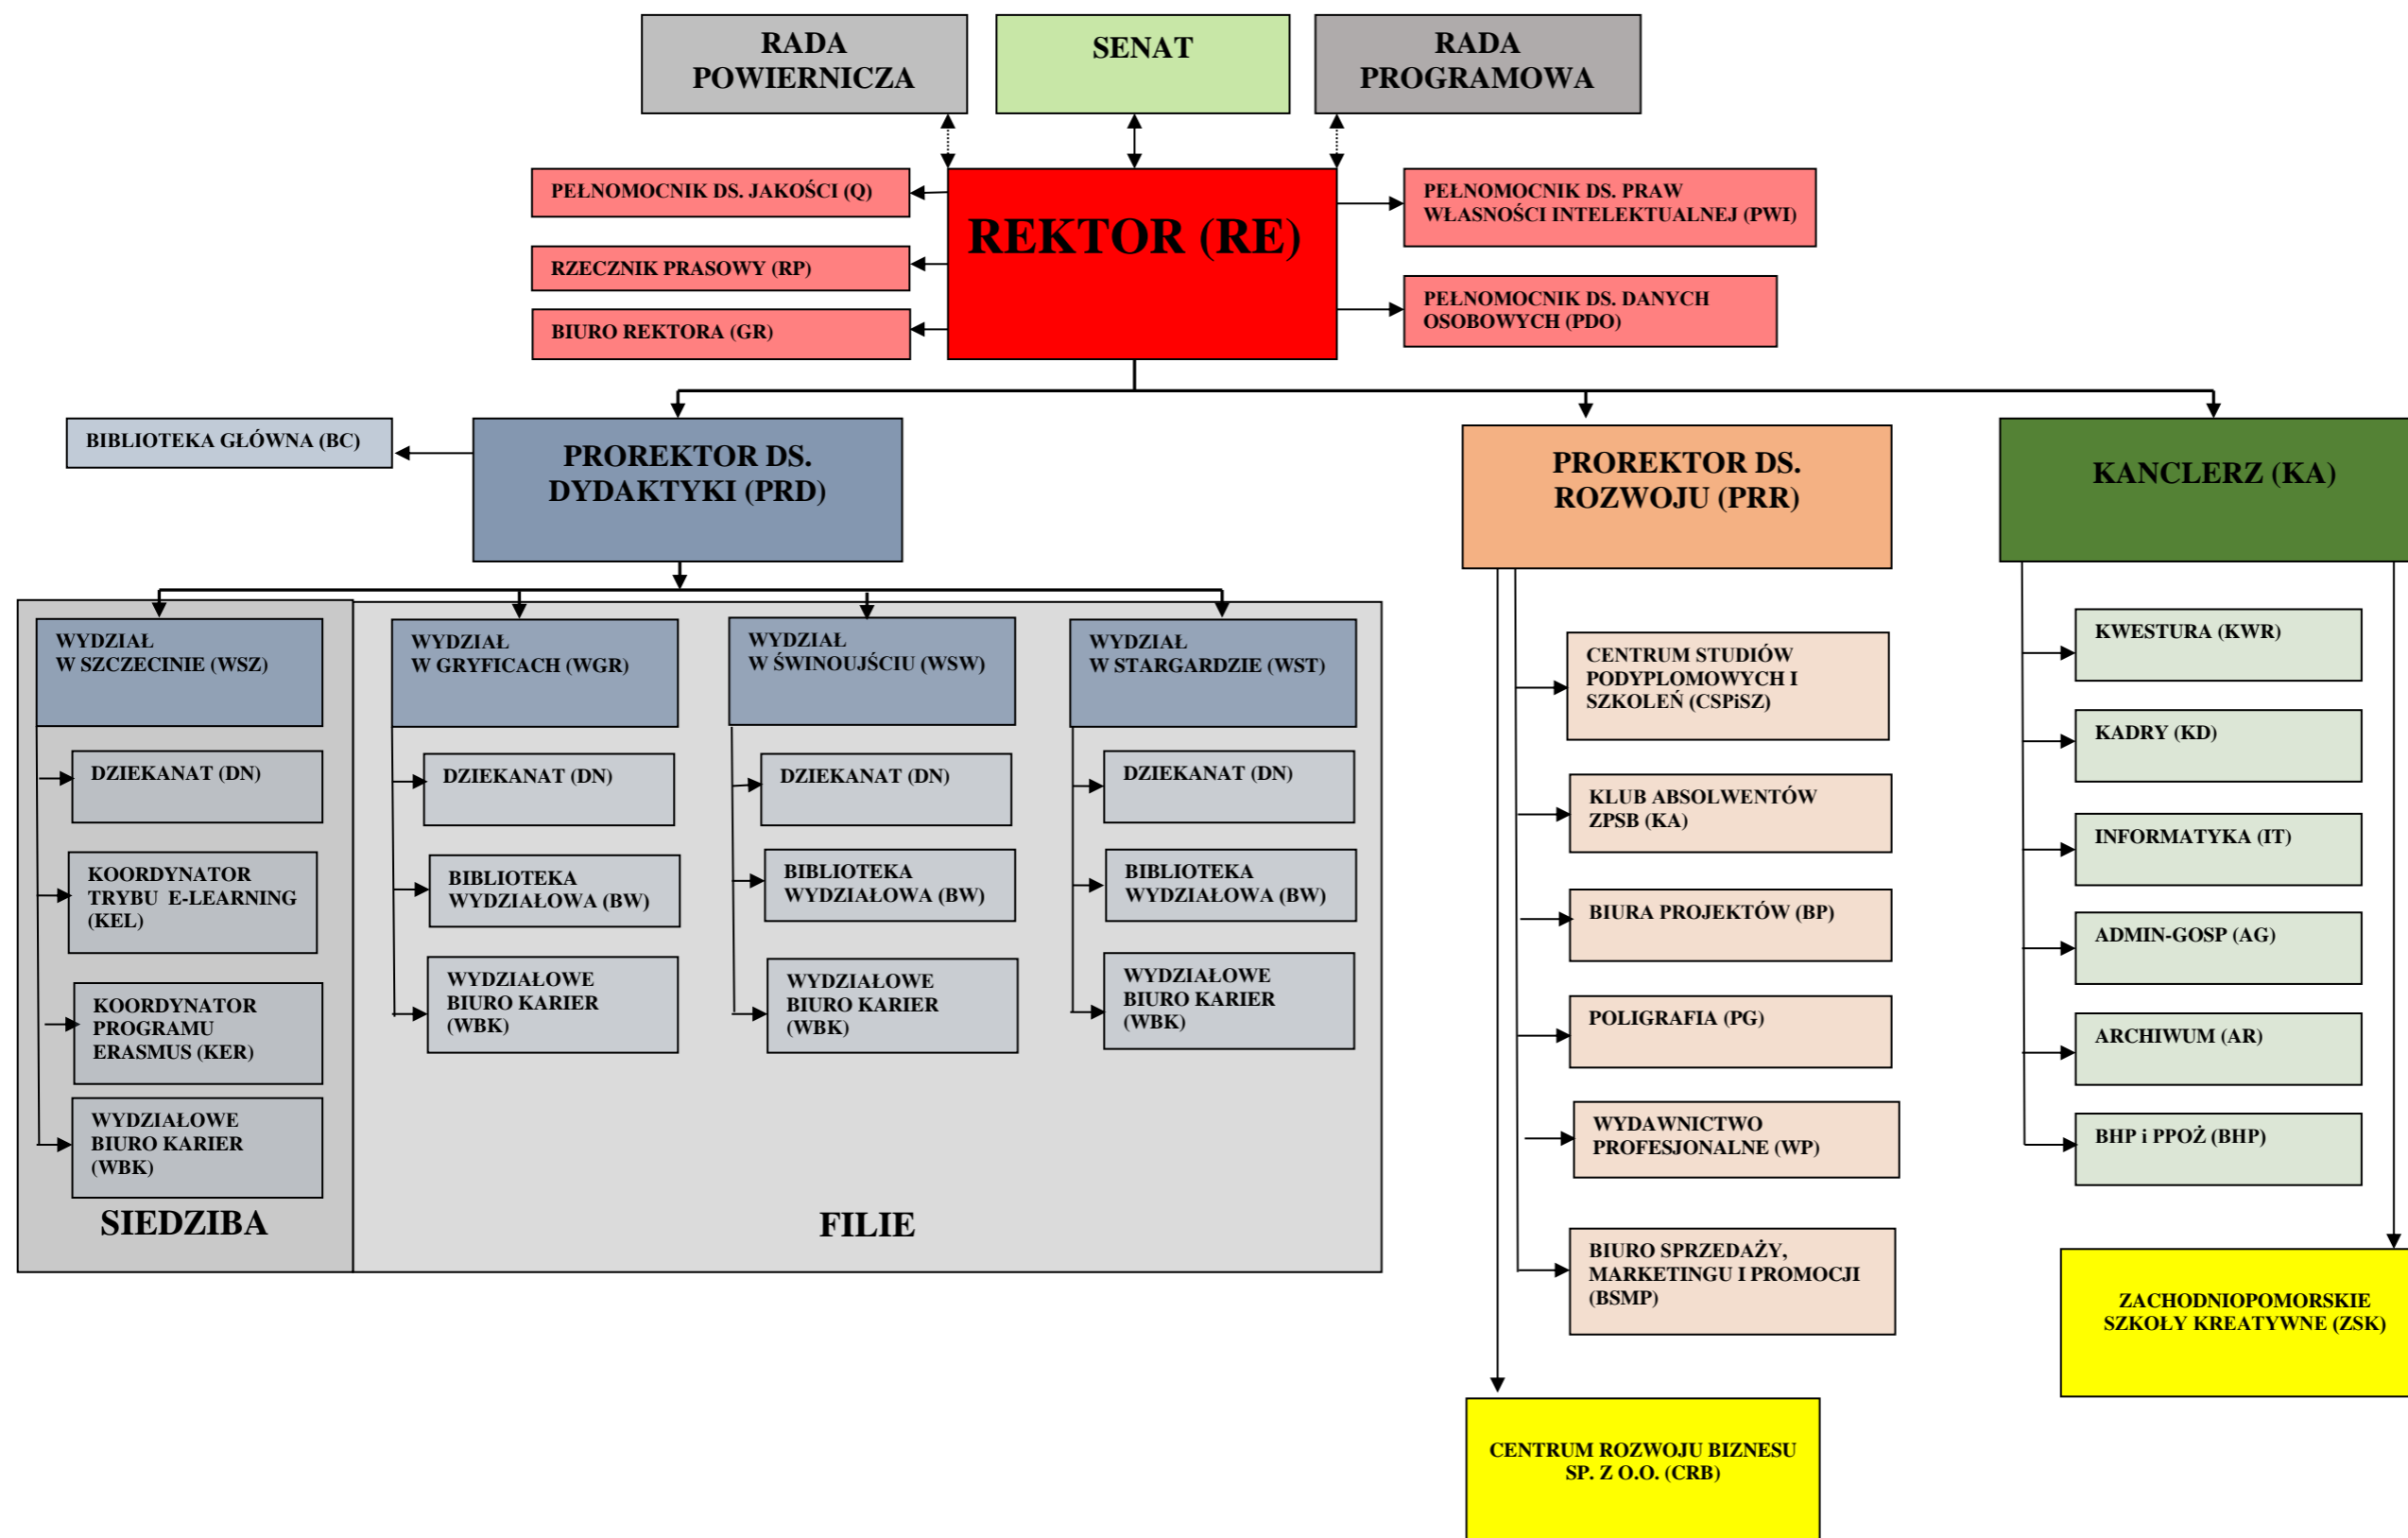 RADA
POWIERNICZA
SENAT
RADA
PROGRAMOWA
PEŁNOMOCNIK DS. JAKOŚCI (Q)
RZECZNIK PRASOWY (RP)
BIURO REKTORA (GR)
REKTOR (RE)
PEŁNOMOCNIK DS. PRAW
WŁASNOŚCI INTELEKTUALNEJ (PWI)
PEŁNOMOCNIK DS. DANYCH
OSOBOWYCH (PDO)
BIBLIOTEKA GŁÓWNA (BC)
PROREKTOR DS.
DYDAKTYKI (PRD)
PROREKTOR DS.
ROZWOJU (PRR)
KANCLERZ (KA)
WYDZIAŁ
W SZCZECINIE (WSZ)
DZIEKANAT (DN)
KOORDYNATOR
TRYBU E-LEARNING
(KEL)
KOORDYNATOR
PROGRAMU
ERASMUS (KER)
WYDZIAŁOWE
BIURO KARIER
(WBK)
SIEDZIBA
WYDZIAŁ
W GRYFICACH (WGR)
DZIEKANAT (DN)
BIBLIOTEKA
WYDZIAŁOWA (BW)
WYDZIAŁOWE
BIURO KARIER
(WBK)
WYDZIAŁ
W ŚWINOUJŚCIU (WSW)
DZIEKANAT (DN)
BIBLIOTEKA
WYDZIAŁOWA (BW)
WYDZIAŁOWE
BIURO KARIER
(WBK)
WYDZIAŁ
W STARGARDZIE (WST)
DZIEKANAT (DN)
BIBLIOTEKA
WYDZIAŁOWA (BW)
WYDZIAŁOWE
BIURO KARIER
(WBK)
FILIE
CENTRUM STUDIÓW
PODYPLOMOWYCH I
SZKOLEŃ (CSPiSZ)
KLUB ABSOLWENTÓW
ZPSB (KA)
BIURA PROJEKTÓW (BP)
POLIGRAFIA (PG)
WYDAWNICTWO
PROFESJONALNE (WP)
BIURO SPRZEDAŻY,
MARKETINGU I PROMOCJI
(BSMP)
CENTRUM ROZWOJU BIZNESU
SP. Z O.O. (CRB)
KWESTURA (KWR)
KADRY (KD)
INFORMATYKA (IT)
ADMIN-GOSP (AG)
ARCHIWUM (AR)
BHP i PPOŻ (BHP)
ZACHODNIOPOMORSKIE
SZKOŁY KREATYWNE (ZSK)